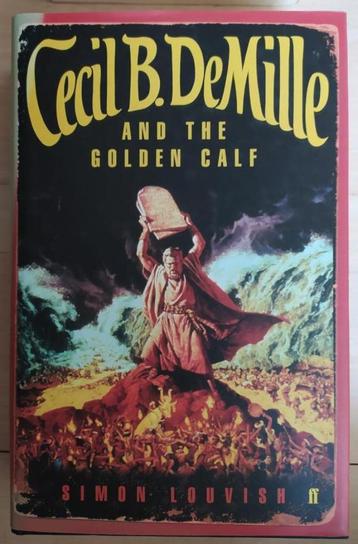 Cecil B. DeMille
AND THE
GOLDEN CALF
SIMON LOUVISH ff